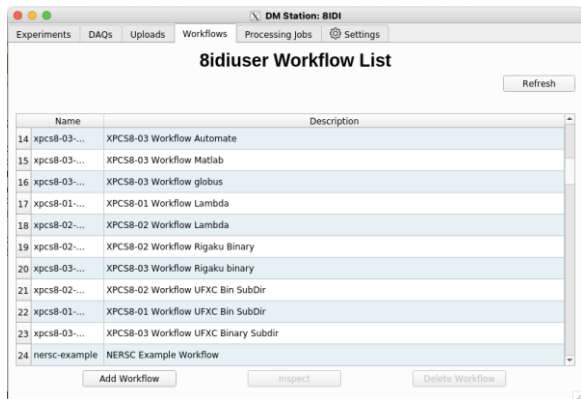 DM Station: 8IDI
Experiments DAQs Uploads Workflows Processing Jobs Settings
8idiuser Workflow List
Refresh
Name Description
14 xpcs8-03-... XPCS8-03 Workflow Automate
15 xpcs8-03-... XPCS8-03 Workflow Matlab
16 xpcs8-03-... XPCS8-03 Workflow globus
17 xpcs8-01-... XPCS8-01 Workflow Lambda
18 xpcs8-02-... XPCS8-02 Workflow Lambda
19 xpcs8-02-... XPCS8-02 Workflow Rigaku Binary
20 xpcs8-03-... XPCS8-03 Workflow Rigaku binary
21 xpcs8-02-... XPCS8-02 Workflow UFXC Bin SubDir
22 xpcs8-01-... XPCS8-01 Workflow UFXC Bin SubDir
23 xpcs8-03-... XPCS8-03 Workflow UFXC Binary Subdir
24 nersc-example NERSC Example Workflow
Add Workflow Inspect Delete Workflow